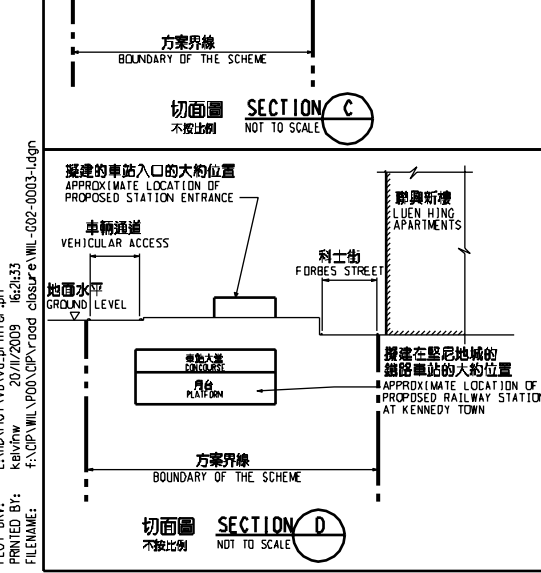 方案界線
BOUNDARY OF THE SCHEME
切面圖 SECTION C
不按比例 NOT TO SCALE
擬建的車站入口的大約位置
APPROXIMATE LOCATION OF
PROPOSED STATION ENTRANCE
車輛通道
VEHICULAR ACCESS
地面水平
GROUND LEVEL
科士街
FORBES STREET
聯興新樓
LUEN HING
APARTMENTS
車站大堂
CONCOURSE
月台
PLATFORM
擬建在堅尼地城的
鐵路車站的大約位置
APPROXIMATE LOCATION OF
PROPOSED RAILWAY STATION
AT KENNEDY TOWN
方案界線
BOUNDARY OF THE SCHEME
切面圖 SECTION D
不按比例 NOT TO SCALE
PRINTED BY: kelvinw 20/11/2009 16:21:33
FILENAME: f:\CIP\WIL\P00\CIP\road closure\WIL-G02-0003-1.dgn